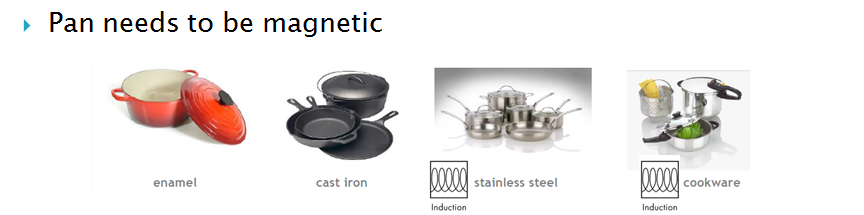 Pan needs to be magnetic
enamel
cast iron
stainless steel
cookware
Induction
Induction